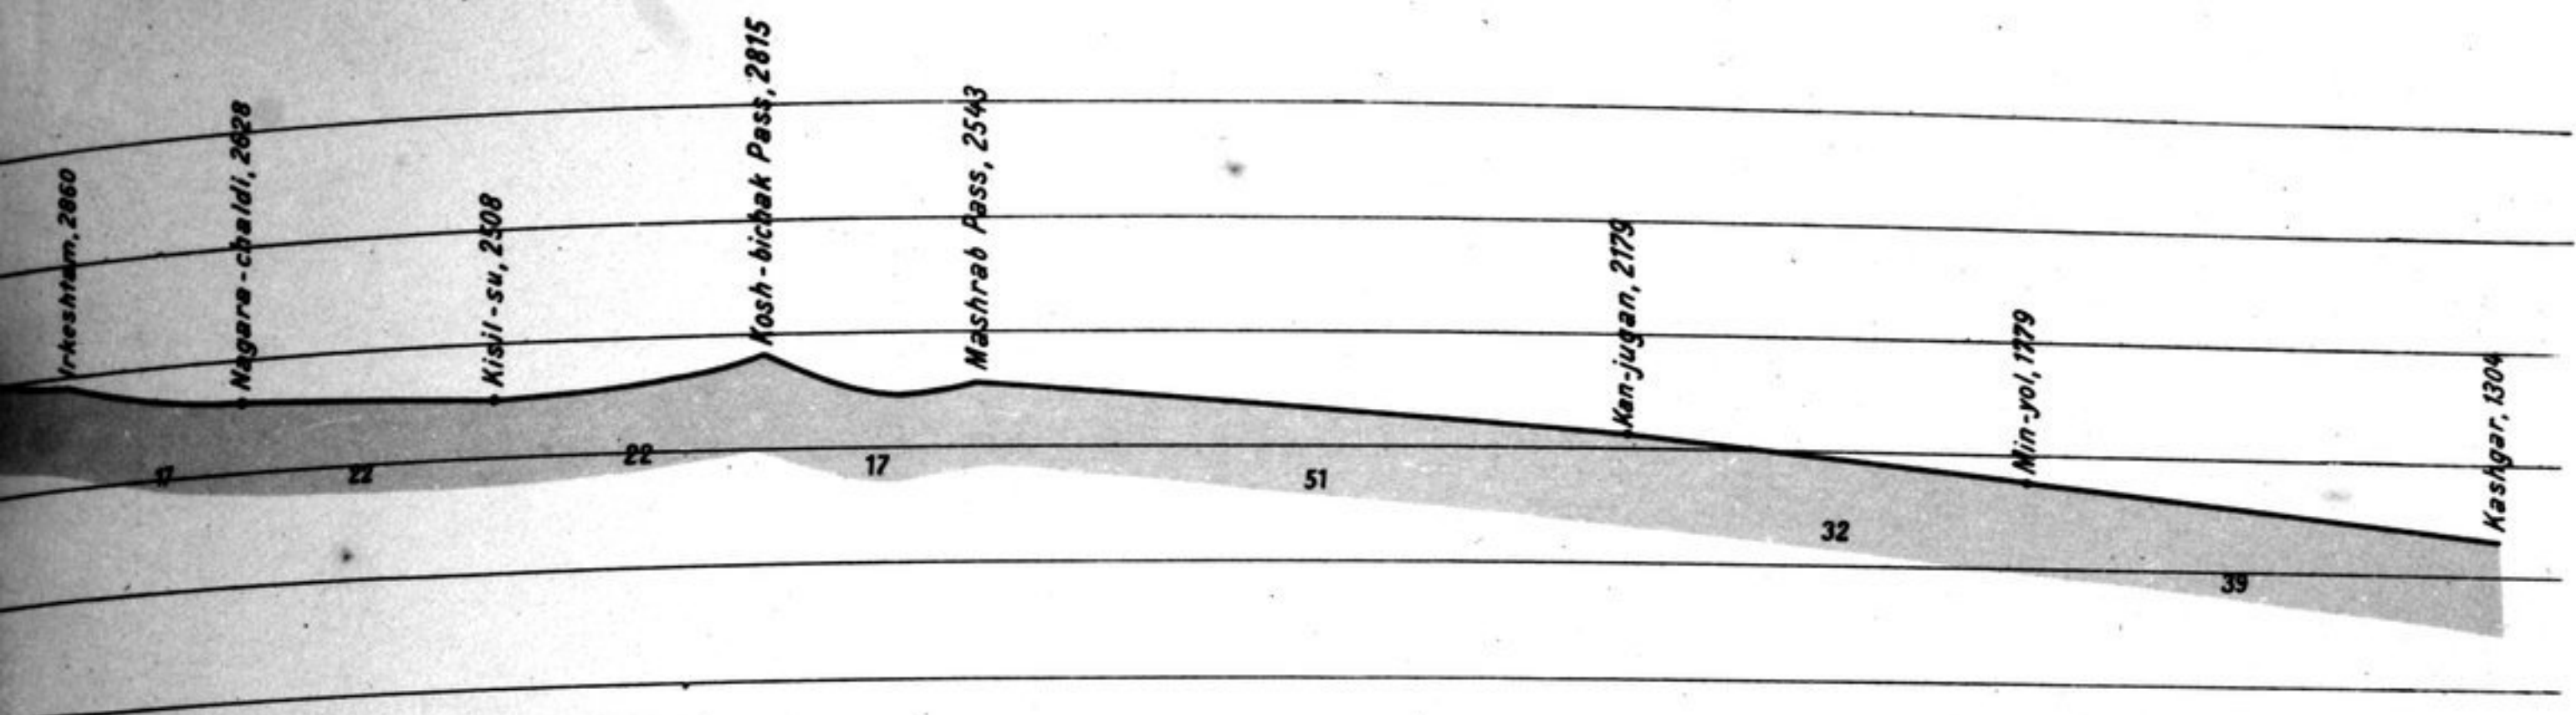 Irkeshtam, 2860
Nagara-chaldi, 2628
Kisil-su, 2508
Kosh-bichak Pass, 2815
Mashrab Pass, 2543
Kan-jugan, 2179
Min-yol, 1779
Kashgar, 1304
17
22
22
17
51
32
39